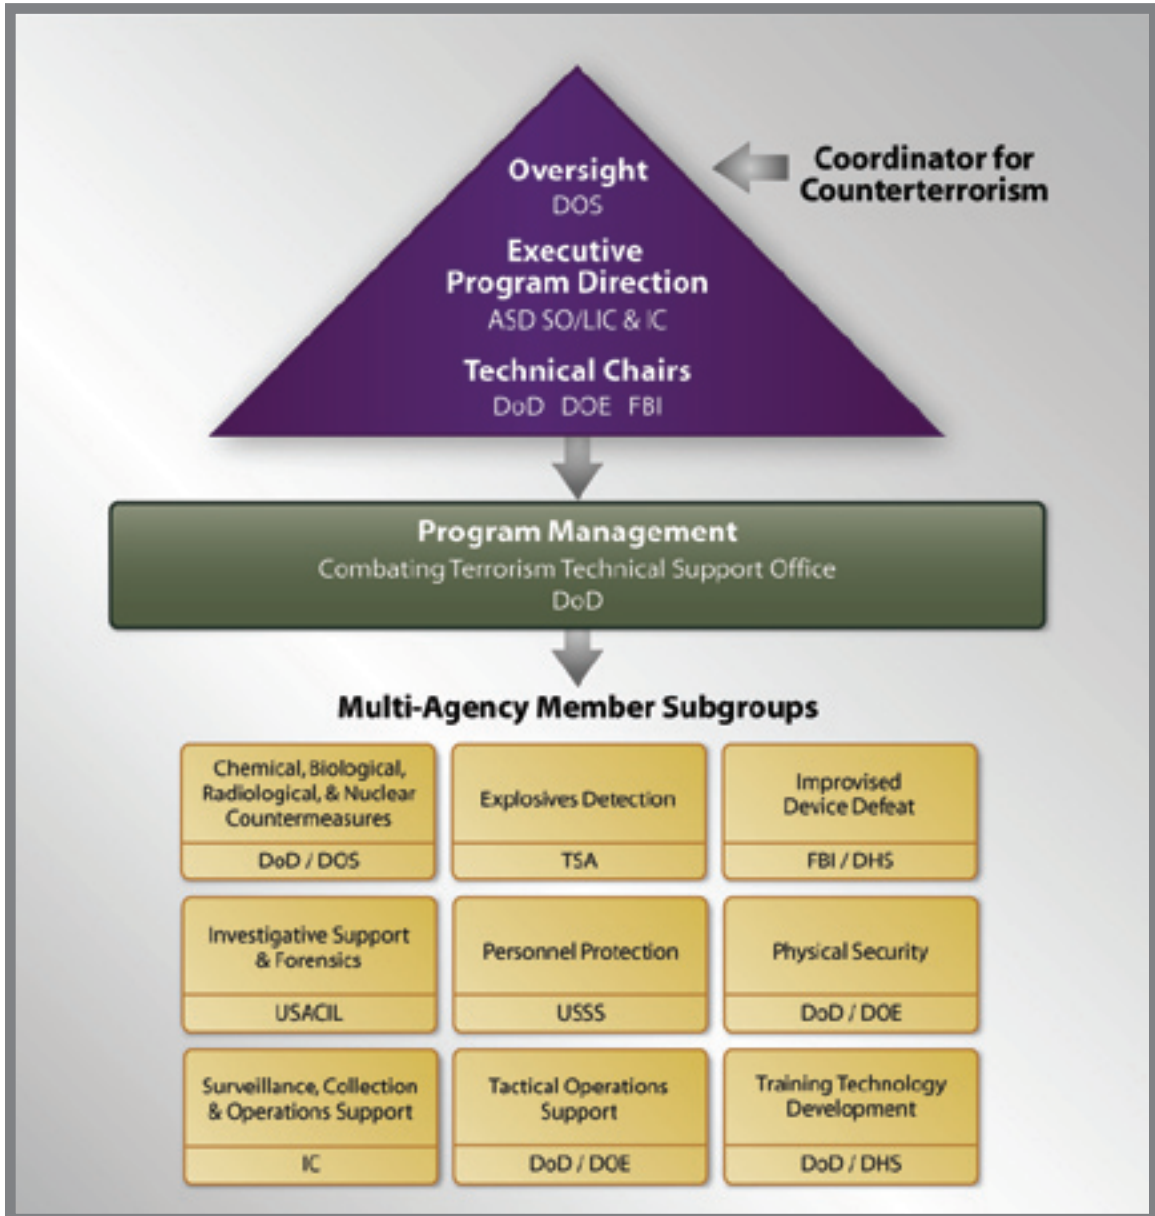 Oversight
DOS
Coordinator for
Counterterrorism
Executive
Program Direction
ASD SO/LIC & IC
Technical Chairs
DoD DOE FBI
Program Management
Combating Terrorism Technical Support Office
DoD
Multi-Agency Member Subgroups
Chemical, Biological,
Radiological, & Nuclear
Countermeasures
DoD / DOS
Explosives Detection
TSA
Improvised
Device Defeat
FBI / DHS
Investigative Support
& Forensics
USACIL
Personnel Protection
USSS
Physical Security
DoD / DOE
Surveillance, Collection
& Operations Support
IC
Tactical Operations
Support
DoD / DOE
Training Technology
Development
DoD / DHS